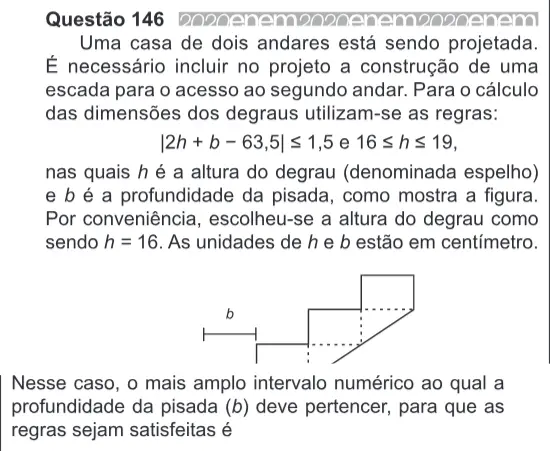 Questão 146 2020enem2020enem2020enem
Uma casa de dois andares está sendo projetada.
É necessário incluir no projeto a construção de uma
escada para o acesso ao segundo andar. Para o cálculo
das dimensões dos degraus utilizam-se as regras:
|2h + b – 63,5| ≤ 1,5 e 16 ≤ h ≤ 19,
nas quais h é a altura do degrau (denominada espelho)
e b é a profundidade da pisada, como mostra a figura.
Por conveniência, escolheu-se a altura do degrau como
sendo h = 16. As unidades de h e b estão em centímetro.
b
Nesse caso, o mais amplo intervalo numérico ao qual a
profundidade da pisada (b) deve pertencer, para que as
regras sejam satisfeitas é